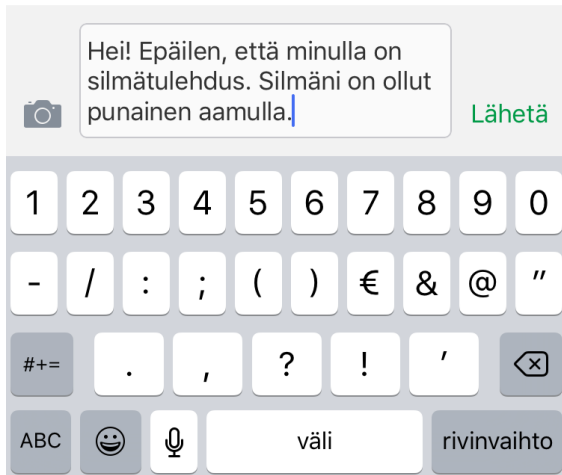 Hei! Epäilen, että minulla on
silmätulehdus. Silmäni on ollut
punainen aamulla.
Lähetä
1 2 3 4 5 6 7 8 9 0
- / : ; ( ) € & @ "
#+= . , ? ! '
ABC väli rivinvaihto